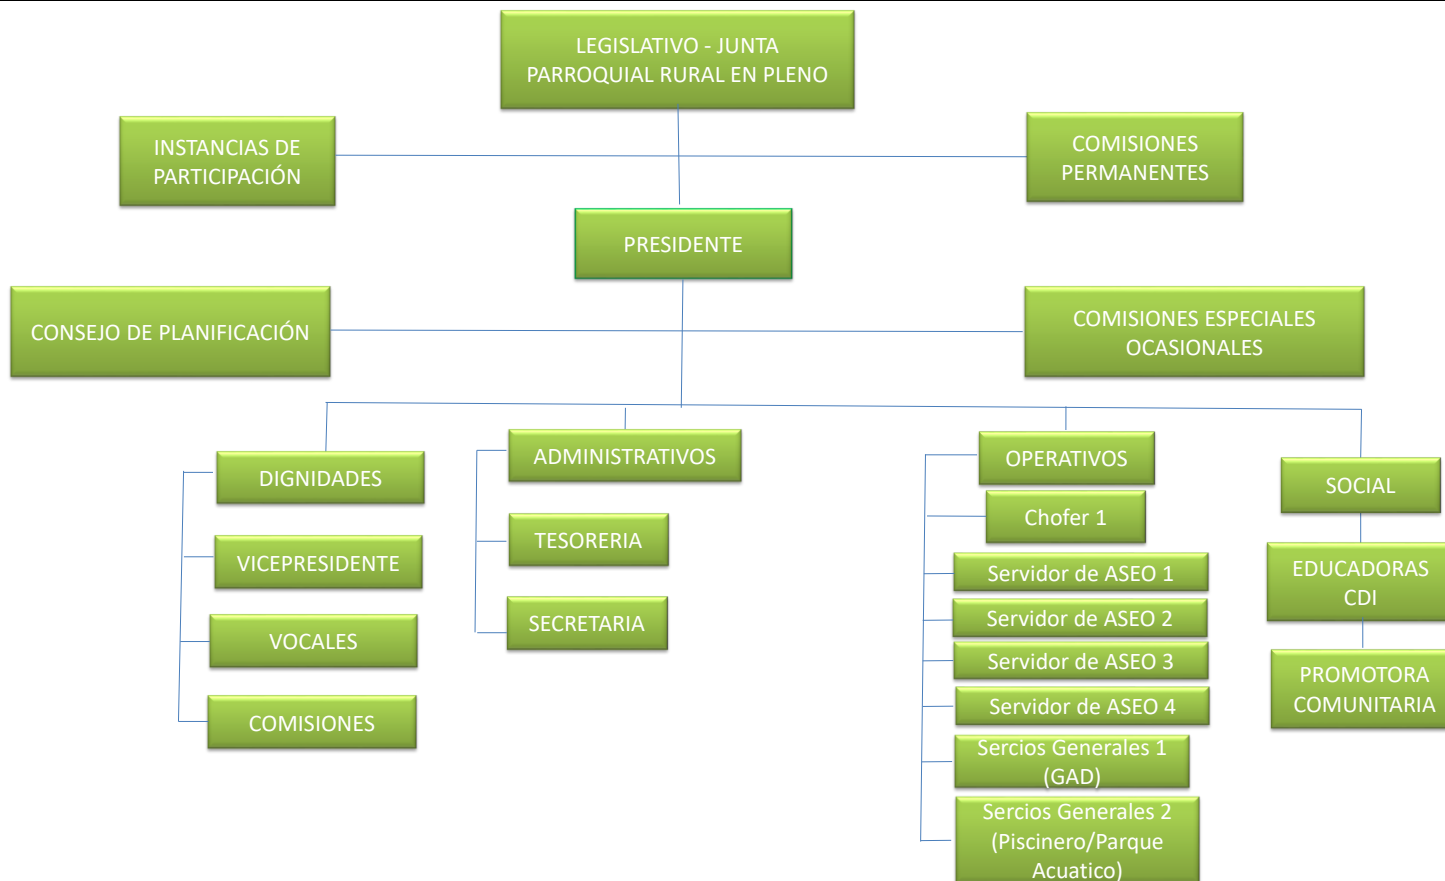 LEGISLATIVO - JUNTA
PARROQUIAL RURAL EN PLENO
INSTANCIAS DE
PARTICIPACIÓN
COMISIONES
PERMANENTES
PRESIDENTE
CONSEJO DE PLANIFICACIÓN
COMISIONES ESPECIALES
OCASIONALES
DIGNIDADES
VICEPRESIDENTE
VOCALES
COMISIONES
ADMINISTRATIVOS
TESORERIA
SECRETARIA
OPERATIVOS
Chofer 1
Servidor de ASEO 1
Servidor de ASEO 2
Servidor de ASEO 3
Servidor de ASEO 4
Sercios Generales 1
(GAD)
Sercios Generales 2
(Piscinero/Parque
Acuatico)
SOCIAL
EDUCADORAS
CDI
PROMOTORA
COMUNITARIA